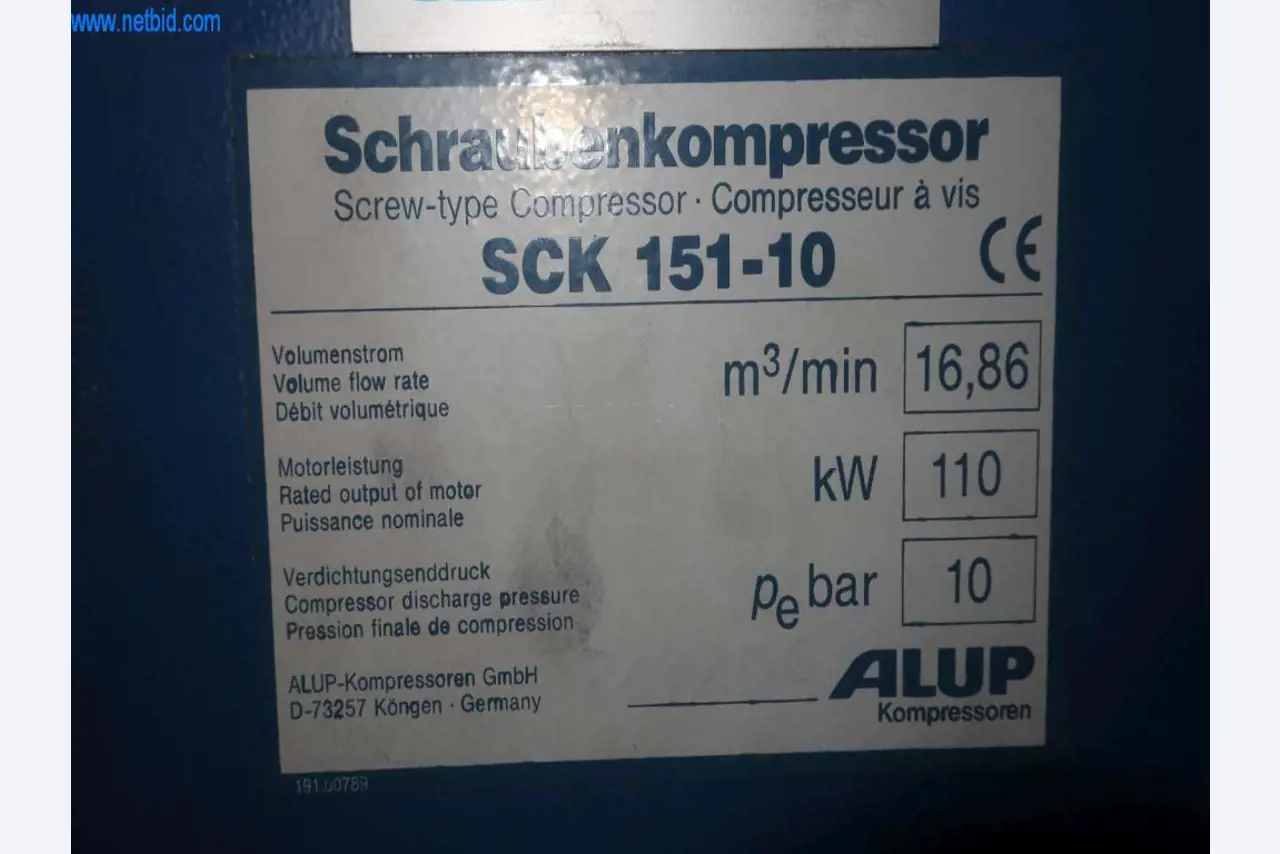 www.netbid.com
Schraubenkompressor
Screw-type Compressor · Compresseur à vis
SCK 151-10
CE
Volumenstrom
Volume flow rate
Débit volumétrique
m³/min 16,86
Motorleistung
Rated output of motor
Puissance nominale
kW 110
Verdichtungsenddruck
Compressor discharge pressure
Pression finale de compression
pe bar 10
ALUP-Kompressoren GmbH
D-73257 Köngen · Germany
ALUP
Kompressoren
191.00789